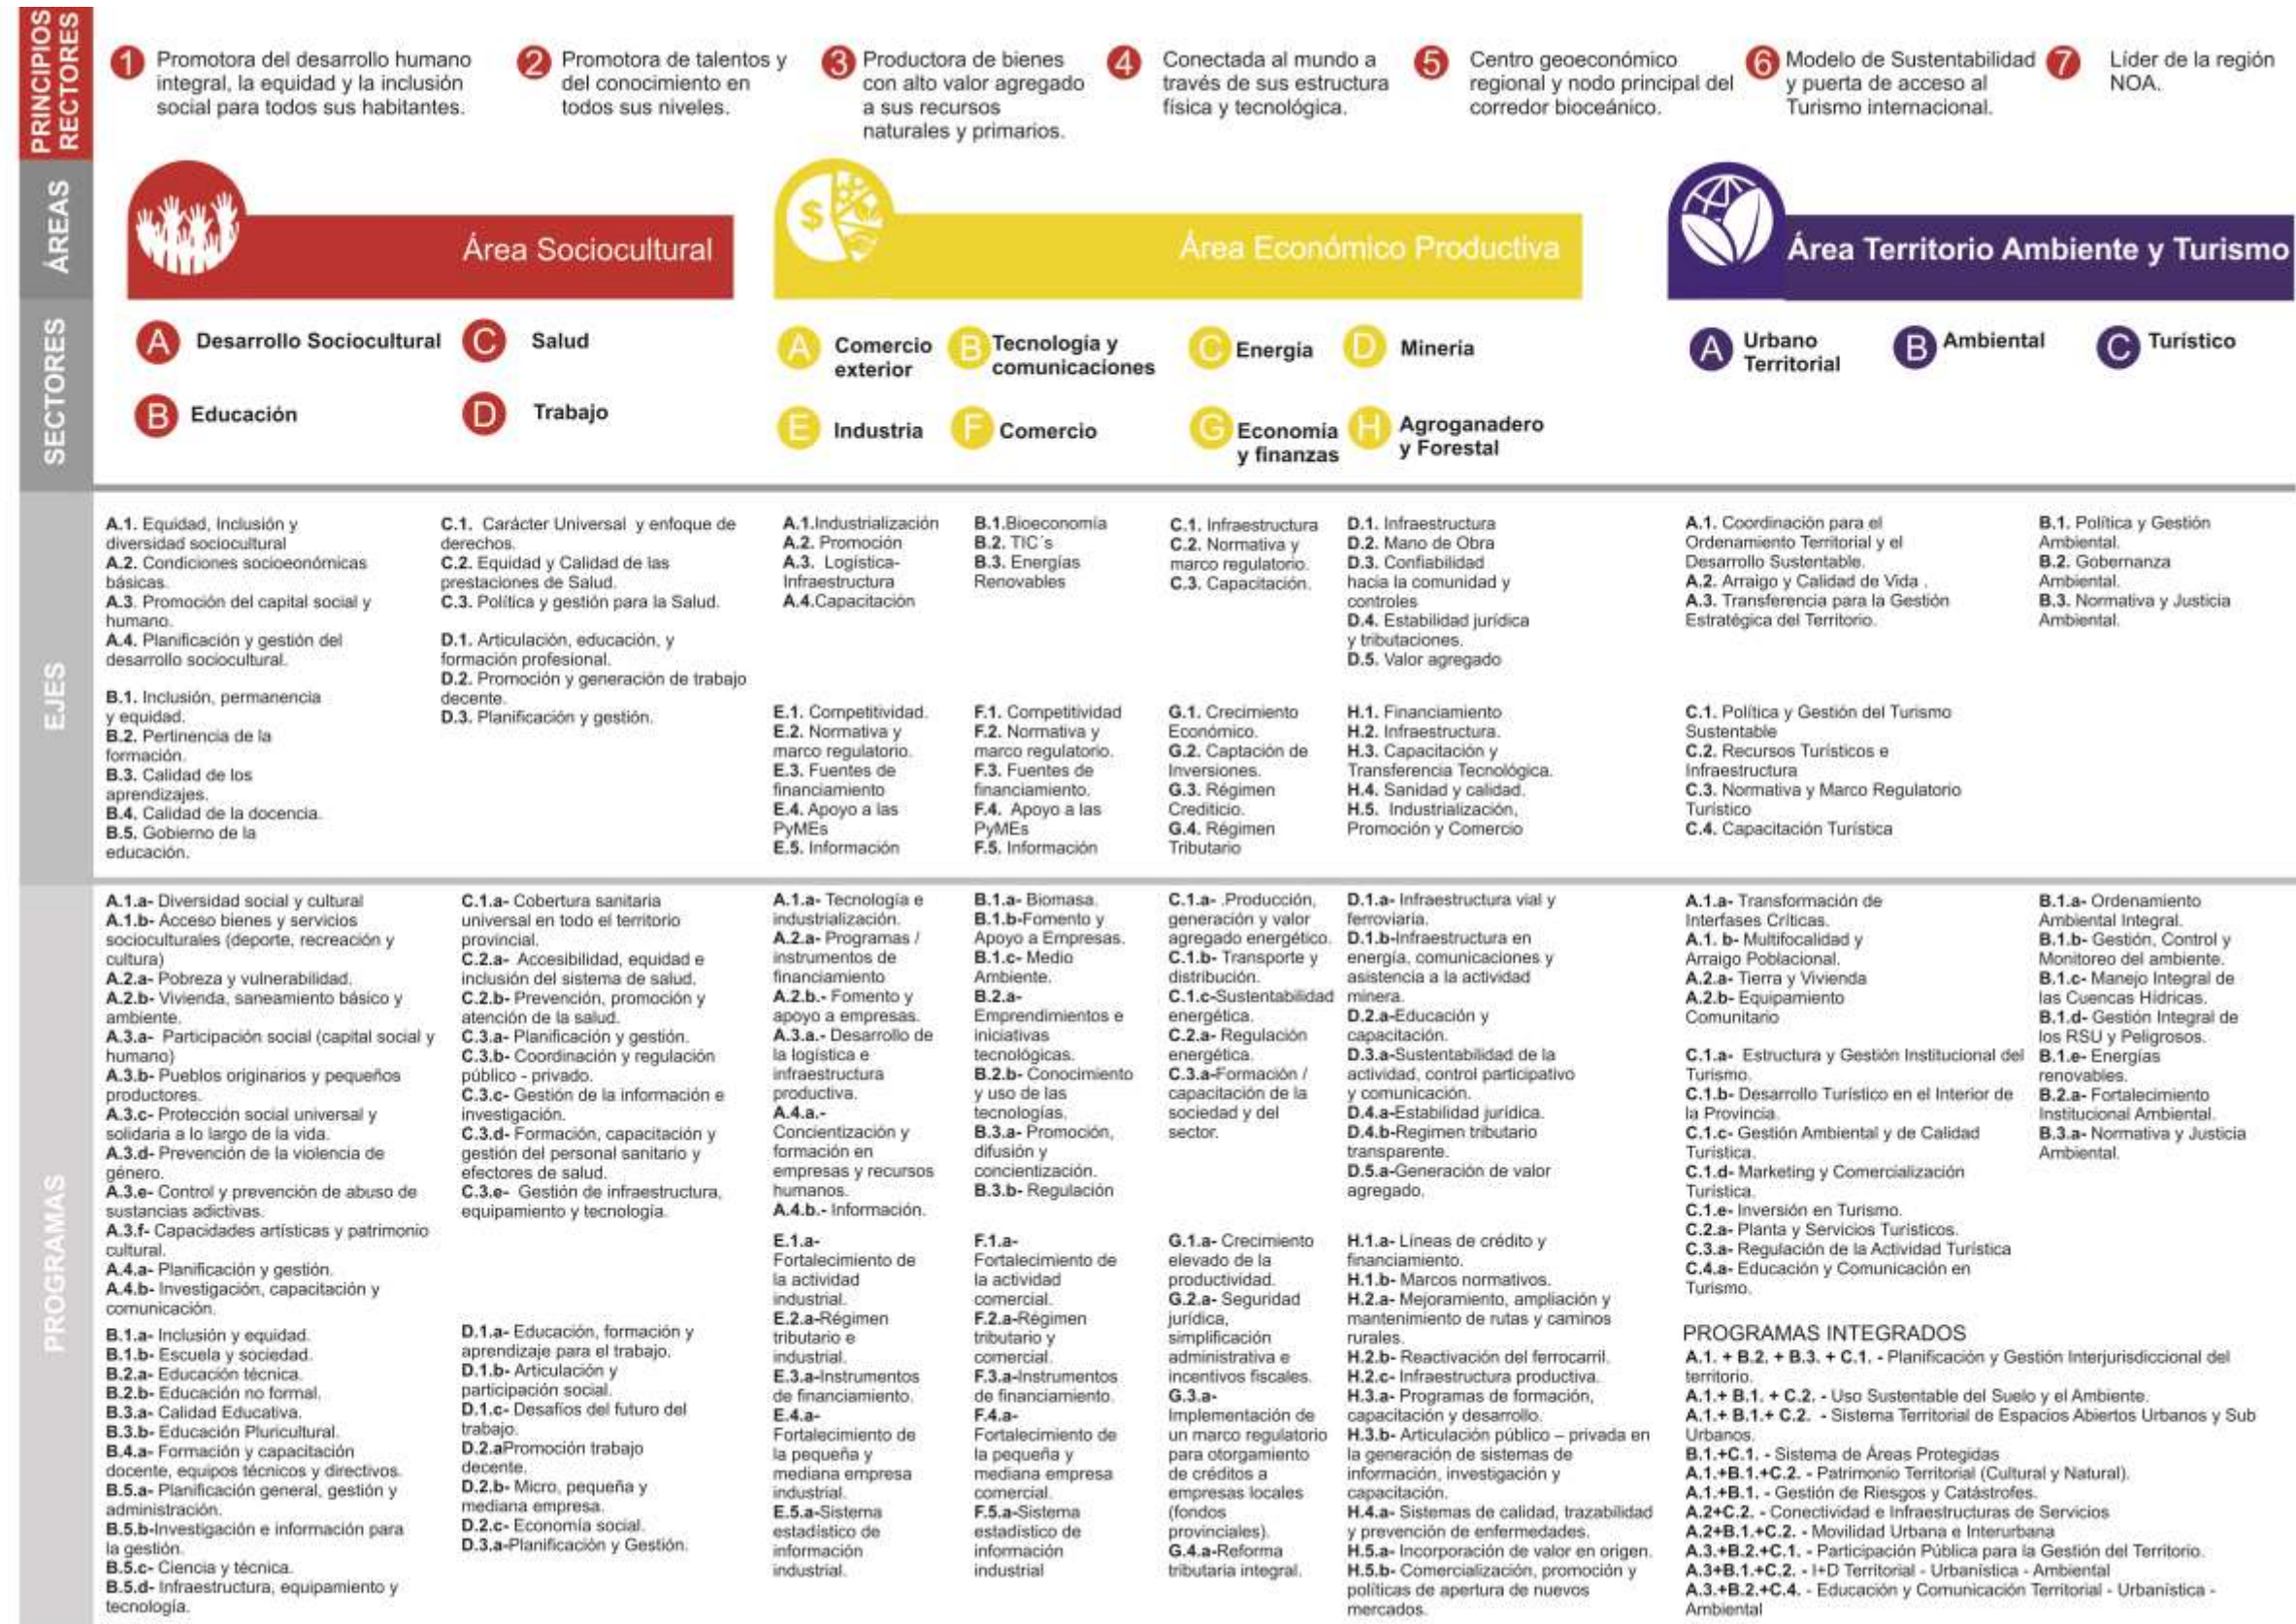 PRINCIPIOS
RECTORES
1 Promotora del desarrollo humano
integral, la equidad y la inclusión
social para todos sus habitantes.
2 Promotora de talentos y
del conocimiento en
todos sus niveles.
3 Productora de bienes
con alto valor agregado
a sus recursos
naturales y primarios.
4 Conectada al mundo a
través de sus estructura
física y tecnológica.
5 Centro geoeconómico
regional y nodo principal del
corredor bioceánico.
6 Modelo de Sustentabilidad
y puerta de acceso al
Turismo internacional.
7 Líder de la región
NOA.
ÁREAS
Área Sociocultural
$
Área Económico Productiva
Área Territorio Ambiente y Turismo
SECTORES
A Desarrollo Sociocultural
C Salud
B Educación
D Trabajo
A Comercio
exterior
B Tecnología y
comunicaciones
C Energía
D Minería
E Industria
F Comercio
G Economía
y finanzas
H Agroganadero
y Forestal
A Urbano
Territorial
B Ambiental
C Turístico
EJES
A.1. Equidad, Inclusión y
diversidad sociocultural
A.2. Condiciones socioeconómicas
básicas.
A.3. Promoción del capital social y
humano.
A.4. Planificación y gestión del
desarrollo sociocultural.
B.1. Inclusión, permanencia
y equidad.
B.2. Pertinencia de la
formación.
B.3. Calidad de los
aprendizajes.
B.4. Calidad de la docencia.
B.5. Gobierno de la
educación.
C.1. Carácter Universal y enfoque de
derechos.
C.2. Equidad y Calidad de las
prestaciones de Salud.
C.3. Política y gestión para la Salud.
D.1. Articulación, educación, y
formación profesional.
D.2. Promoción y generación de trabajo
decente.
D.3. Planificación y gestión.
A.1.Industrialización
A.2. Promoción
A.3. Logística-
Infraestructura
A.4.Capacitación
B.1.Bioeconomía
B.2. TIC´s
B.3. Energías
Renovables
C.1. Infraestructura
C.2. Normativa y
marco regulatorio.
C.3. Capacitación.
D.1. Infraestructura
D.2. Mano de Obra
D.3. Confiabilidad
hacia la comunidad y
controles
D.4. Estabilidad jurídica
y tributaciones.
D.5. Valor agregado
E.1. Competitividad.
E.2. Normativa y
marco regulatorio.
E.3. Fuentes de
financiamiento
E.4. Apoyo a las
PyMEs
E.5. Información
F.1. Competitividad
F.2. Normativa y
marco regulatorio.
F.3. Fuentes de
financiamiento.
F.4. Apoyo a las
PyMEs
F.5. Información
G.1. Crecimiento
Económico.
G.2. Captación de
Inversiones.
G.3. Régimen
Crediticio.
G.4. Régimen
Tributario
H.1. Financiamiento
H.2. Infraestructura.
H.3. Capacitación y
Transferencia Tecnológica.
H.4. Sanidad y calidad.
H.5. Industrialización,
Promoción y Comercio
A.1. Coordinación para el
Ordenamiento Territorial y el
Desarrollo Sustentable.
A.2. Arraigo y Calidad de Vida .
A.3. Transferencia para la Gestión
Estratégica del Territorio.
B.1. Política y Gestión
Ambiental.
B.2. Gobernanza
Ambiental.
B.3. Normativa y Justicia
Ambiental.
C.1. Política y Gestión del Turismo
Sustentable
C.2. Recursos Turísticos e
Infraestructura
C.3. Normativa y Marco Regulatorio
Turístico
C.4. Capacitación Turística
PROGRAMAS
A.1.a- Diversidad social y cultural
A.1.b- Acceso bienes y servicios
socioculturales (deporte, recreación y
cultura)
A.2.a- Pobreza y vulnerabilidad.
A.2.b- Vivienda, saneamiento básico y
ambiente.
A.3.a- Participación social (capital social y
humano)
A.3.b- Pueblos originarios y pequeños
productores.
A.3.c- Protección social universal y
solidaria a lo largo de la vida.
A.3.d- Prevención de la violencia de
género.
A.3.e- Control y prevención de abuso de
sustancias adictivas.
A.3.f- Capacidades artísticas y patrimonio
cultural.
A.4.a- Planificación y gestión.
A.4.b- Investigación, capacitación y
comunicación.
B.1.a- Inclusión y equidad.
B.1.b- Escuela y sociedad.
B.2.a- Educación técnica.
B.2.b- Educación no formal.
B.3.a- Calidad Educativa.
B.3.b- Educación Pluricultural.
B.4.a- Formación y capacitación
docente, equipos técnicos y directivos.
B.5.a- Planificación general, gestión y
administración.
B.5.b-Investigación e información para
la gestión.
B.5.c- Ciencia y técnica.
B.5.d- Infraestructura, equipamiento y
tecnología.
C.1.a- Cobertura sanitaria
universal en todo el territorio
provincial.
C.2.a- Accesibilidad, equidad e
inclusión del sistema de salud.
C.2.b- Prevención, promoción y
atención de la salud.
C.3.a- Planificación y gestión.
C.3.b- Coordinación y regulación
público - privado.
C.3.c- Gestión de la información e
investigación.
C.3.d- Formación, capacitación y
gestión del personal sanitario y
efectores de salud.
C.3.e- Gestión de infraestructura,
equipamiento y tecnología.
D.1.a- Educación, formación y
aprendizaje para el trabajo.
D.1.b- Articulación y
participación social.
D.1.c- Desafíos del futuro del
trabajo.
D.2.aPromoción trabajo
decente.
D.2.b- Micro, pequeña y
mediana empresa.
D.2.c- Economía social.
D.3.a-Planificación y Gestión.
A.1.a- Tecnología e
industrialización.
A.2.a- Programas /
instrumentos de
financiamiento
A.2.b.- Fomento y
apoyo a empresas.
A.3.a.- Desarrollo de
la logística e
infraestructura
productiva.
A.4.a.-
Concientización y
formación en
empresas y recursos
humanos.
A.4.b.- Información.
B.1.a- Biomasa.
B.1.b-Fomento y
Apoyo a Empresas.
B.1.c- Medio
Ambiente.
B.2.a-
Emprendimientos e
iniciativas
tecnológicas.
B.2.b- Conocimiento
y uso de las
tecnologías.
B.3.a- Promoción,
difusión y
concientización.
B.3.b- Regulación
C.1.a- .Producción,
generación y valor
agregado energético.
C.1.b- Transporte y
distribución.
C.1.c-Sustentabilidad
energética.
C.2.a- Regulación
energética.
C.3.a-Formación /
capacitación de la
sociedad y del
sector.
D.1.a- Infraestructura vial y
ferroviaria.
D.1.b-Infraestructura en
energía, comunicaciones y
asistencia a la actividad
minera.
D.2.a-Educación y
capacitación.
D.3.a-Sustentabilidad de la
actividad, control participativo
y comunicación.
D.4.a-Estabilidad jurídica.
D.4.b-Regimen tributario
transparente.
D.5.a-Generación de valor
agregado.
E.1.a-
Fortalecimiento de
la actividad
industrial.
E.2.a-Régimen
tributario e
industrial.
E.3.a-Instrumentos
de financiamiento.
E.4.a-
Fortalecimiento de
la pequeña y
mediana empresa
industrial.
E.5.a-Sistema
estadístico de
información
industrial.
F.1.a-
Fortalecimiento de
la actividad
comercial.
F.2.a-Régimen
tributario y
comercial.
F.3.a-Instrumentos
de financiamiento.
F.4.a-
Fortalecimiento de
la pequeña y
mediana empresa
comercial.
F.5.a-Sistema
estadístico de
información
industrial
G.1.a- Crecimiento
elevado de la
productividad.
G.2.a- Seguridad
jurídica,
simplificación
administrativa e
incentivos fiscales.
G.3.a-
Implementación de
un marco regulatorio
para otorgamiento
de créditos a
empresas locales
(fondos
provinciales).
G.4.a-Reforma
tributaria integral.
H.1.a- Líneas de crédito y
financiamiento.
H.1.b- Marcos normativos.
H.2.a- Mejoramiento, ampliación y
mantenimiento de rutas y caminos
rurales.
H.2.b- Reactivación del ferrocarril.
H.2.c- Infraestructura productiva.
H.3.a- Programas de formación,
capacitación y desarrollo.
H.3.b- Articulación público – privada en
la generación de sistemas de
información, investigación y
capacitación.
H.4.a- Sistemas de calidad, trazabilidad
y prevención de enfermedades.
H.5.a- Incorporación de valor en origen.
H.5.b- Comercialización, promoción y
políticas de apertura de nuevos
mercados.
A.1.a- Transformación de
Interfases Críticas.
A.1. b- Multifocalidad y
Arraigo Poblacional.
A.2.a- Tierra y Vivienda
A.2.b- Equipamiento
Comunitario
C.1.a- Estructura y Gestión Institucional del
Turismo.
C.1.b- Desarrollo Turístico en el Interior de
la Provincia.
C.1.c- Gestión Ambiental y de Calidad
Turística.
C.1.d- Marketing y Comercialización
Turística.
C.1.e- Inversión en Turismo.
C.2.a- Planta y Servicios Turísticos.
C.3.a- Regulación de la Actividad Turística
C.4.a- Educación y Comunicación en
Turismo.
B.1.a- Ordenamiento
Ambiental Integral.
B.1.b- Gestión, Control y
Monitoreo del ambiente.
B.1.c- Manejo Integral de
las Cuencas Hídricas.
B.1.d- Gestión Integral de
los RSU y Peligrosos.
B.1.e- Energías
renovables.
B.2.a- Fortalecimiento
Institucional Ambiental.
B.3.a- Normativa y Justicia
Ambiental.
PROGRAMAS INTEGRADOS
A.1. + B.2. + B.3. + C.1. - Planificación y Gestión Interjurisdiccional del
territorio.
A.1.+ B.1. + C.2. - Uso Sustentable del Suelo y el Ambiente.
A.1.+ B.1.+ C.2. - Sistema Territorial de Espacios Abiertos Urbanos y Sub
Urbanos.
B.1.+C.1. - Sistema de Áreas Protegidas
A.1.+B.1.+C.2. - Patrimonio Territorial (Cultural y Natural).
A.1.+B.1. - Gestión de Riesgos y Catástrofes.
A.2+C.2. - Conectividad e Infraestructuras de Servicios
A.2+B.1.+C.2. - Movilidad Urbana e Interurbana
A.3.+B.2.+C.1. - Participación Pública para la Gestión del Territorio.
A.3+B.1.+C.2. - I+D Territorial - Urbanística - Ambiental
A.3.+B.2.+C.4. - Educación y Comunicación Territorial - Urbanística -
Ambiental